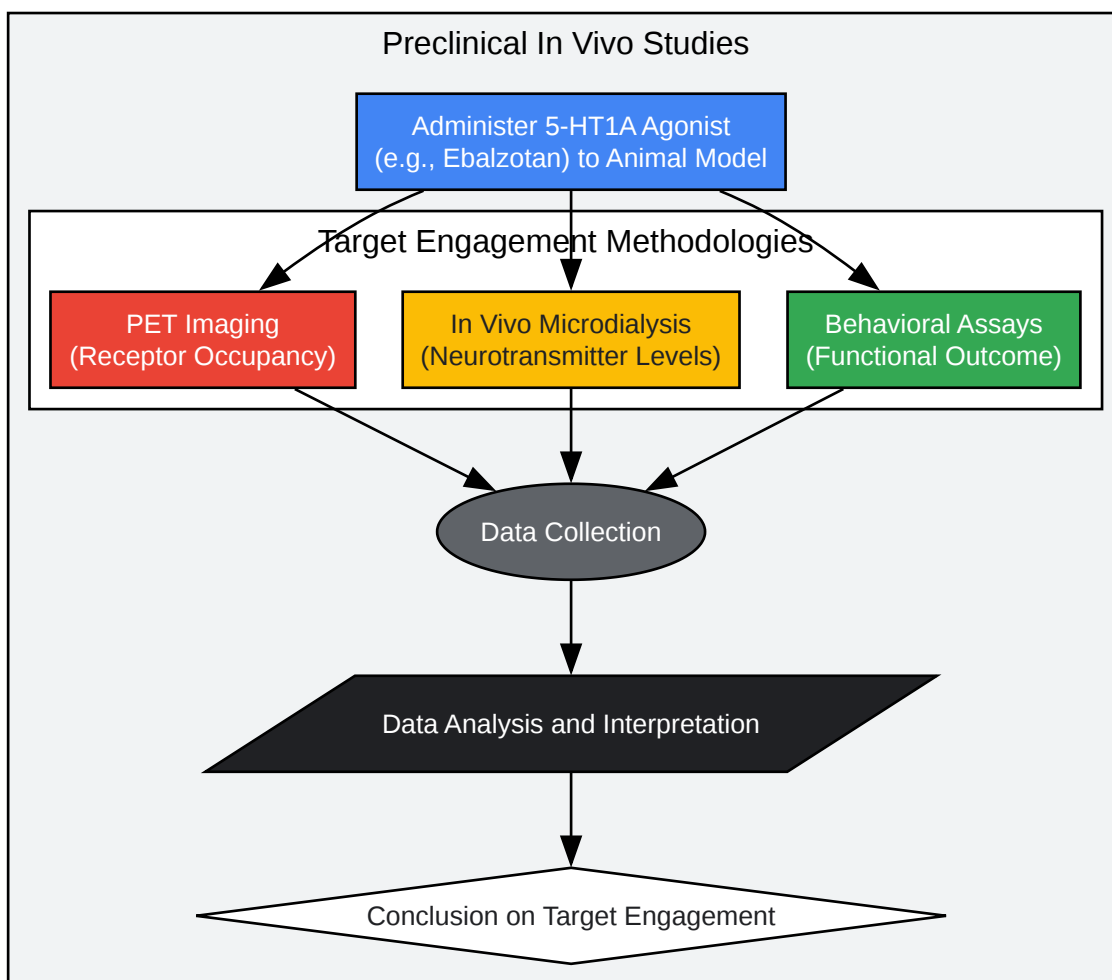 Preclinical In Vivo Studies
Administer 5-HT1A Agonist
(e.g., Ebalzotan) to Animal Model
Target Engagement Methodologies
PET Imaging
(Receptor Occupancy)
In Vivo Microdialysis
(Neurotransmitter Levels)
Behavioral Assays
(Functional Outcome)
Data Collection
Data Analysis and Interpretation
Conclusion on Target Engagement